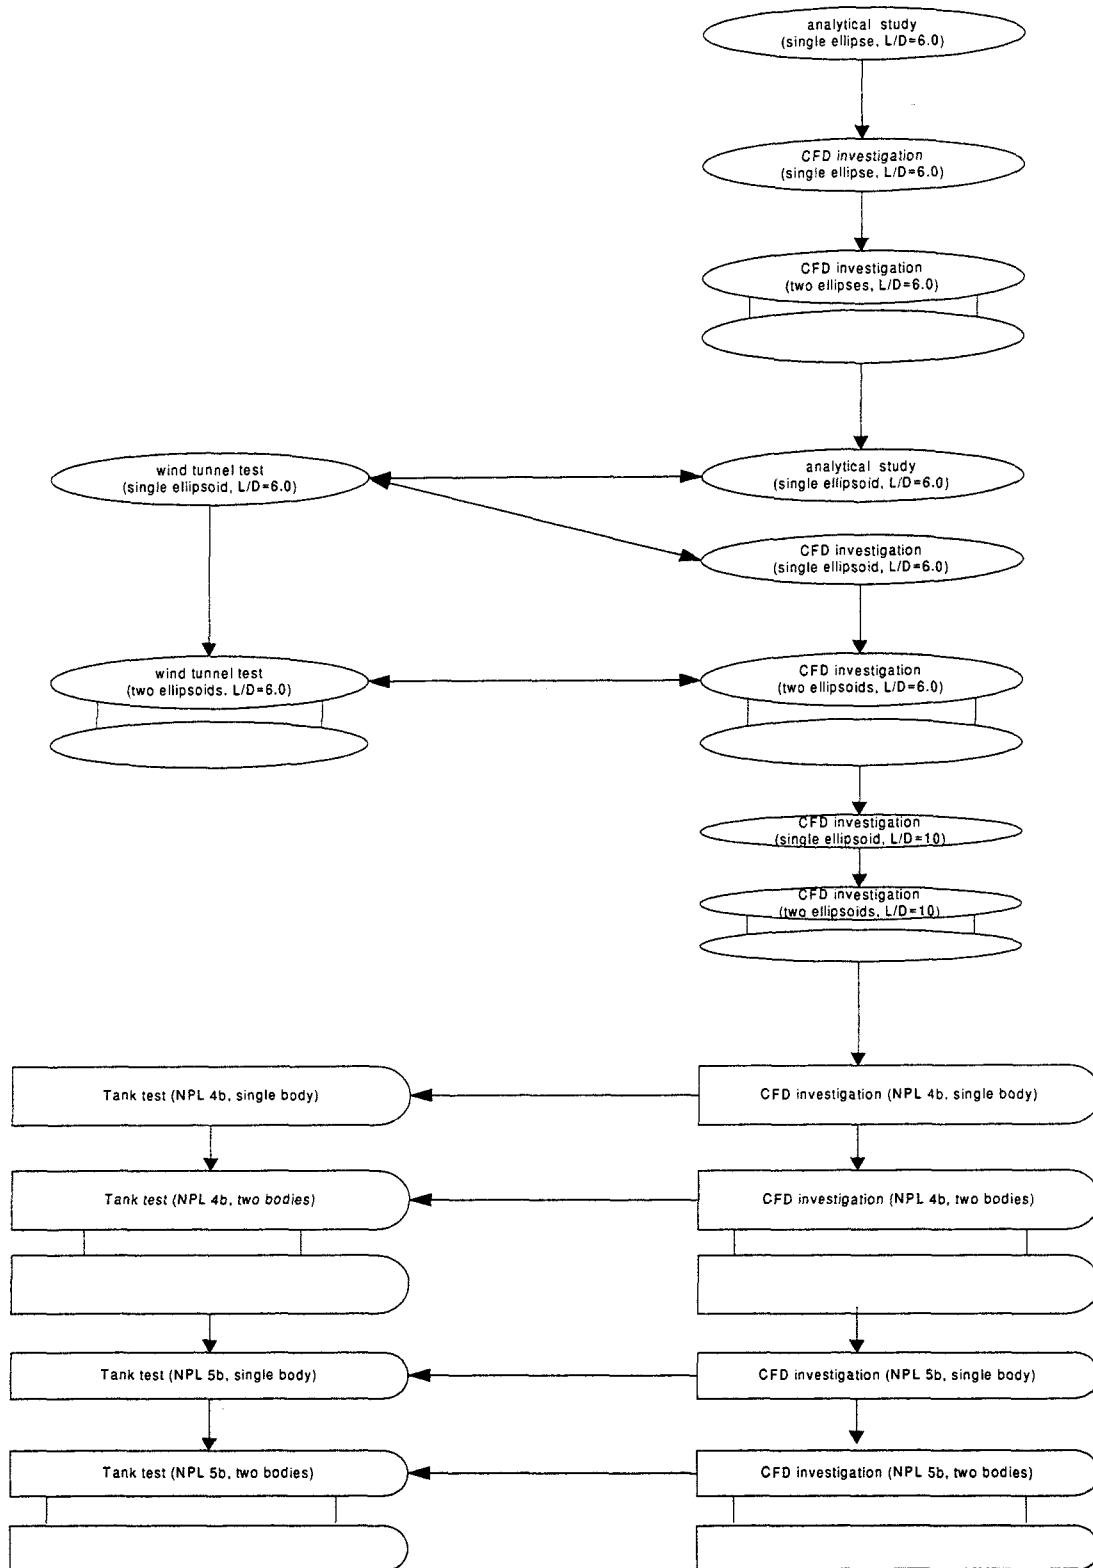 analytical study
(single ellipse, L/D=6.0)
CFD investigation
(single ellipse, L/D=6.0)
CFD investigation
(two ellipses, L/D=6.0)
wind tunnel test
(single ellipsoid, L/D=6.0)
analytical study
(single ellipsoid, L/D=6.0)
CFD investigation
(single ellipsoid, L/D=6.0)
wind tunnel test
(two ellipsoids, L/D=6.0)
CFD investigation
(two ellipsoids, L/D=6.0)
CFD investigation
(single ellipsoid, L/D=10)
CFD investigation
(two ellipsoids, L/D=10)
Tank test (NPL 4b, single body)
CFD investigation (NPL 4b, single body)
Tank test (NPL 4b, two bodies)
CFD investigation (NPL 4b, two bodies)
Tank test (NPL 5b, single body)
CFD investigation (NPL 5b, single body)
Tank test (NPL 5b, two bodies)
CFD investigation (NPL 5b, two bodies)